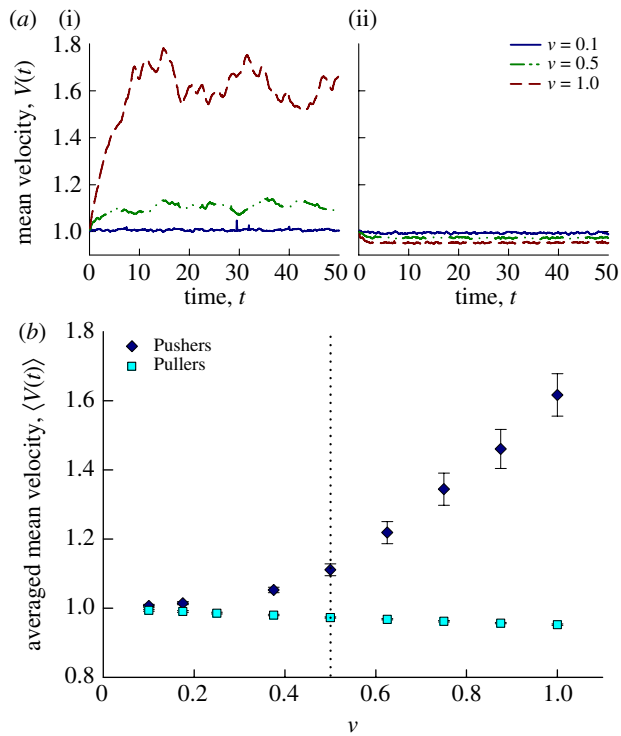 (a) (i)
(ii)
mean velocity, V(t)
1.8
1.6
1.4
1.2
1.0
0 10 20 30 40 50
time, t
v = 0.1
v = 0.5
v = 1.0
0 10 20 30 40 50
time, t
(b)
averaged mean velocity, ⟨V(t)⟩
1.8
1.6
1.4
1.2
1.0
0.8
Pushers
Pullers
0 0.2 0.4 0.6 0.8 1.0
v